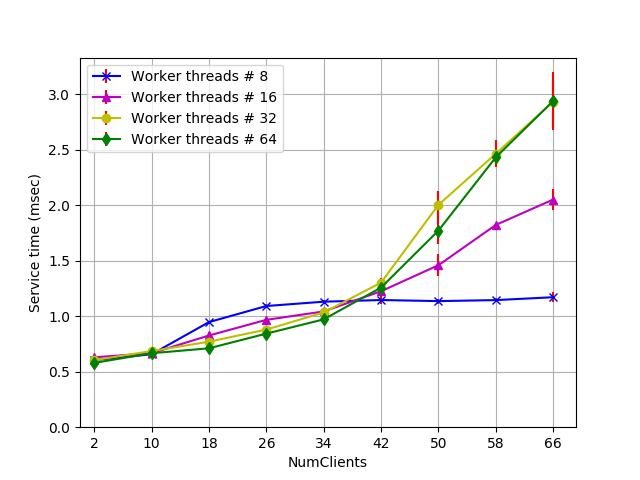 Worker threads # 8
Worker threads # 16
Worker threads # 32
Worker threads # 64
Service time (msec)
3.0
2.5
2.0
1.5
1.0
0.5
0.0
2 10 18 26 34 42 50 58 66
NumClients